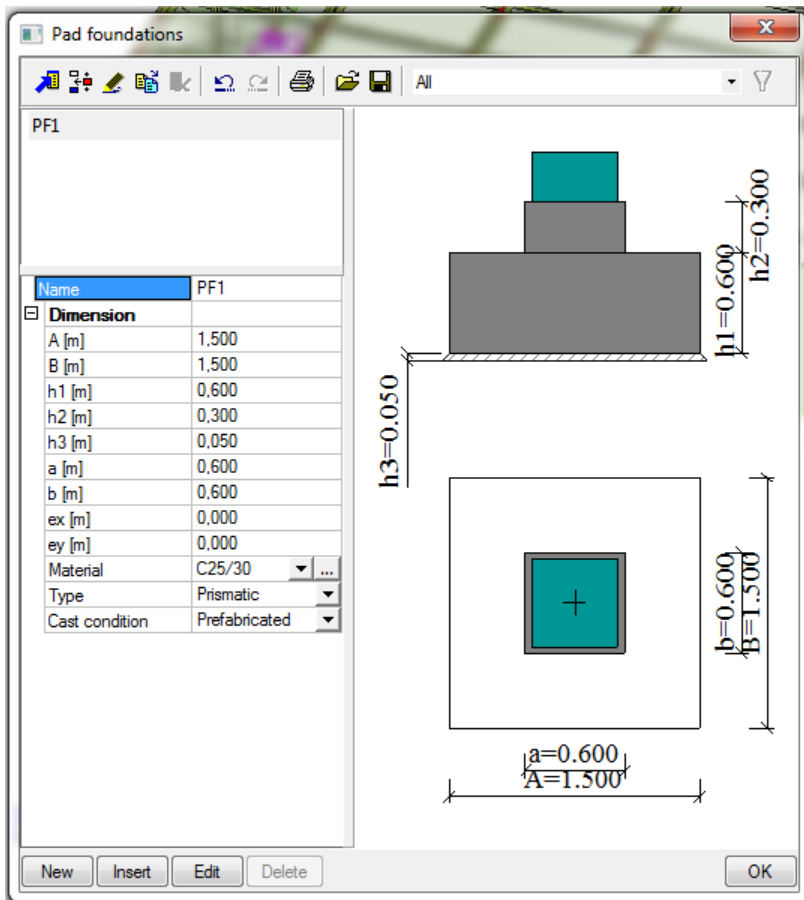 Pad foundations
All
PF1
Name PF1
Dimension
A [m] 1,500
B [m] 1,500
h1 [m] 0,600
h2 [m] 0,300
h3 [m] 0,050
a [m] 0,600
b [m] 0,600
ex [m] 0,000
ey [m] 0,000
Material C25/30 ...
Type Prismatic
Cast condition Prefabricated
h2=0.300
h1=0.600
h3=0.050
b=0.600
B=1.500
a=0.600
A=1.500
New Insert Edit Delete OK